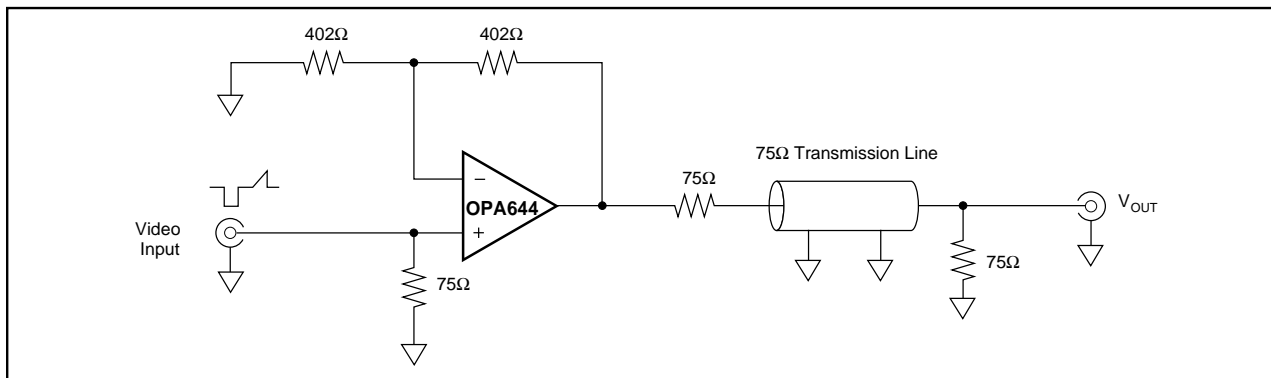 402Ω
402Ω
75Ω Transmission Line
75Ω
−
OPA644
+
Video
Input
75Ω
75Ω
V_OUT